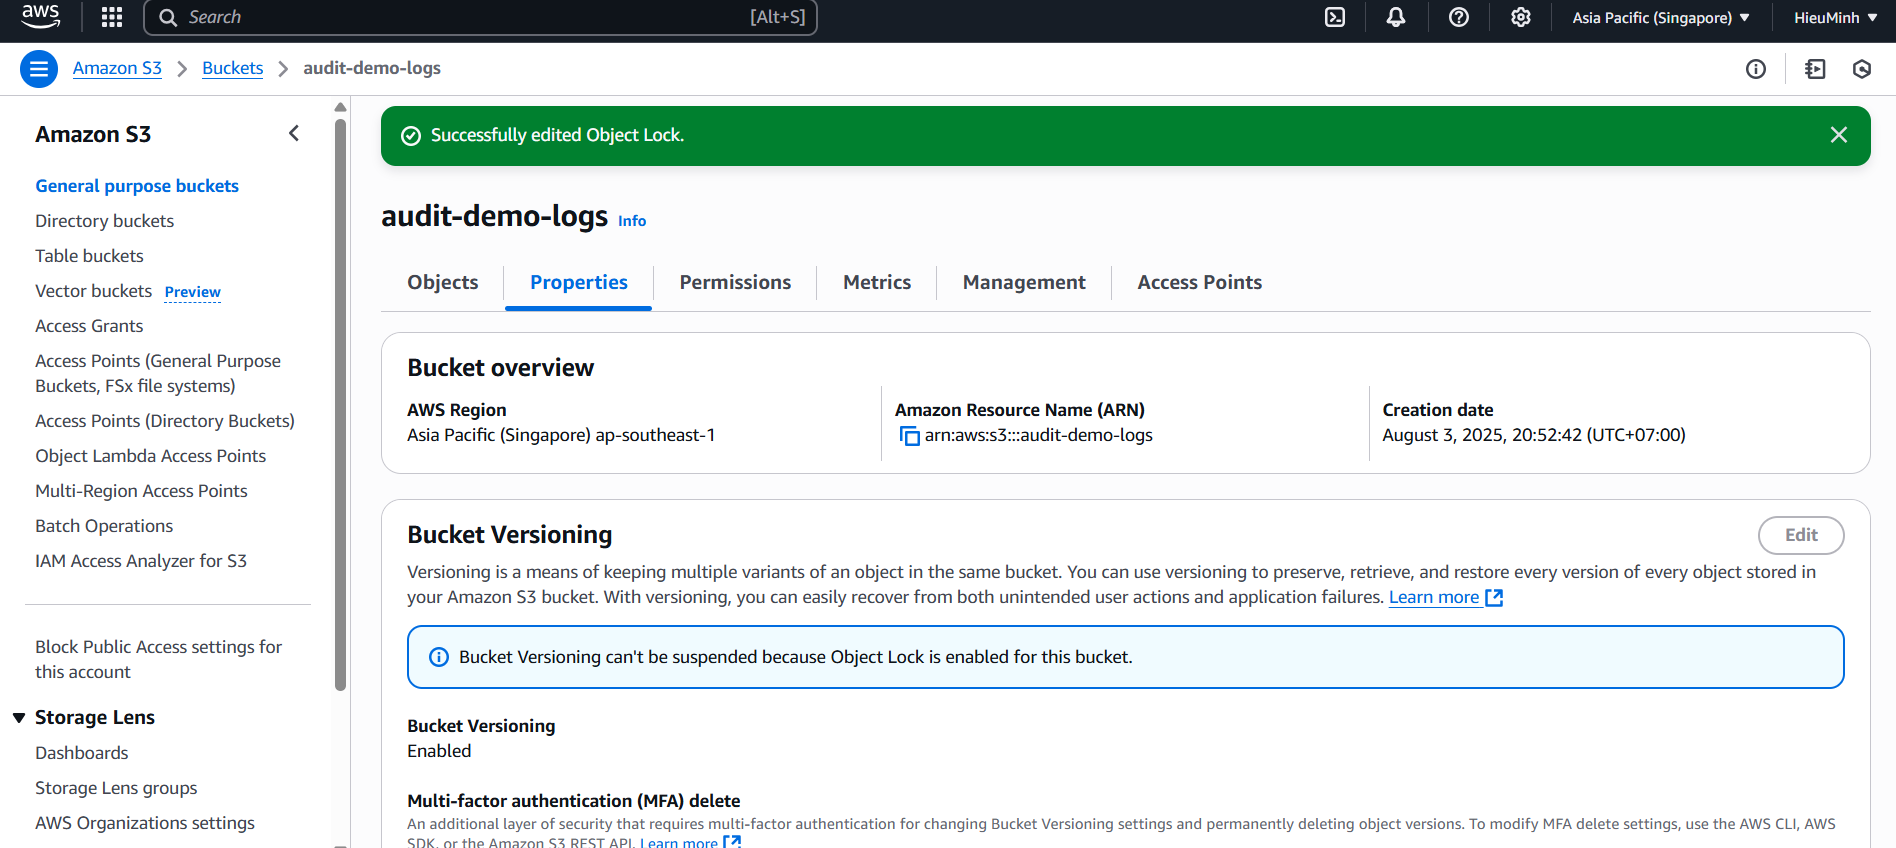 aws
Search
[Alt+S]
Asia Pacific (Singapore)
HieuMinh
Amazon S3
Buckets
audit-demo-logs
Amazon S3
General purpose buckets
Directory buckets
Table buckets
Vector buckets Preview
Access Grants
Access Points (General Purpose
Buckets, FSx file systems)
Access Points (Directory Buckets)
Object Lambda Access Points
Multi-Region Access Points
Batch Operations
IAM Access Analyzer for S3
Block Public Access settings for
this account
Storage Lens
Dashboards
Storage Lens groups
AWS Organizations settings
Successfully edited Object Lock.
audit-demo-logs Info
Objects
Properties
Permissions
Metrics
Management
Access Points
Bucket overview
AWS Region
Asia Pacific (Singapore) ap-southeast-1
Amazon Resource Name (ARN)
arn:aws:s3:::audit-demo-logs
Creation date
August 3, 2025, 20:52:42 (UTC+07:00)
Bucket Versioning
Edit
Versioning is a means of keeping multiple variants of an object in the same bucket. You can use versioning to preserve, retrieve, and restore every version of every object stored in
your Amazon S3 bucket. With versioning, you can easily recover from both unintended user actions and application failures. Learn more
Bucket Versioning can't be suspended because Object Lock is enabled for this bucket.
Bucket Versioning
Enabled
Multi-factor authentication (MFA) delete
An additional layer of security that requires multi-factor authentication for changing Bucket Versioning settings and permanently deleting object versions. To modify MFA delete settings, use the AWS CLI, AWS
SDK, or the Amazon S3 REST API. Learn more